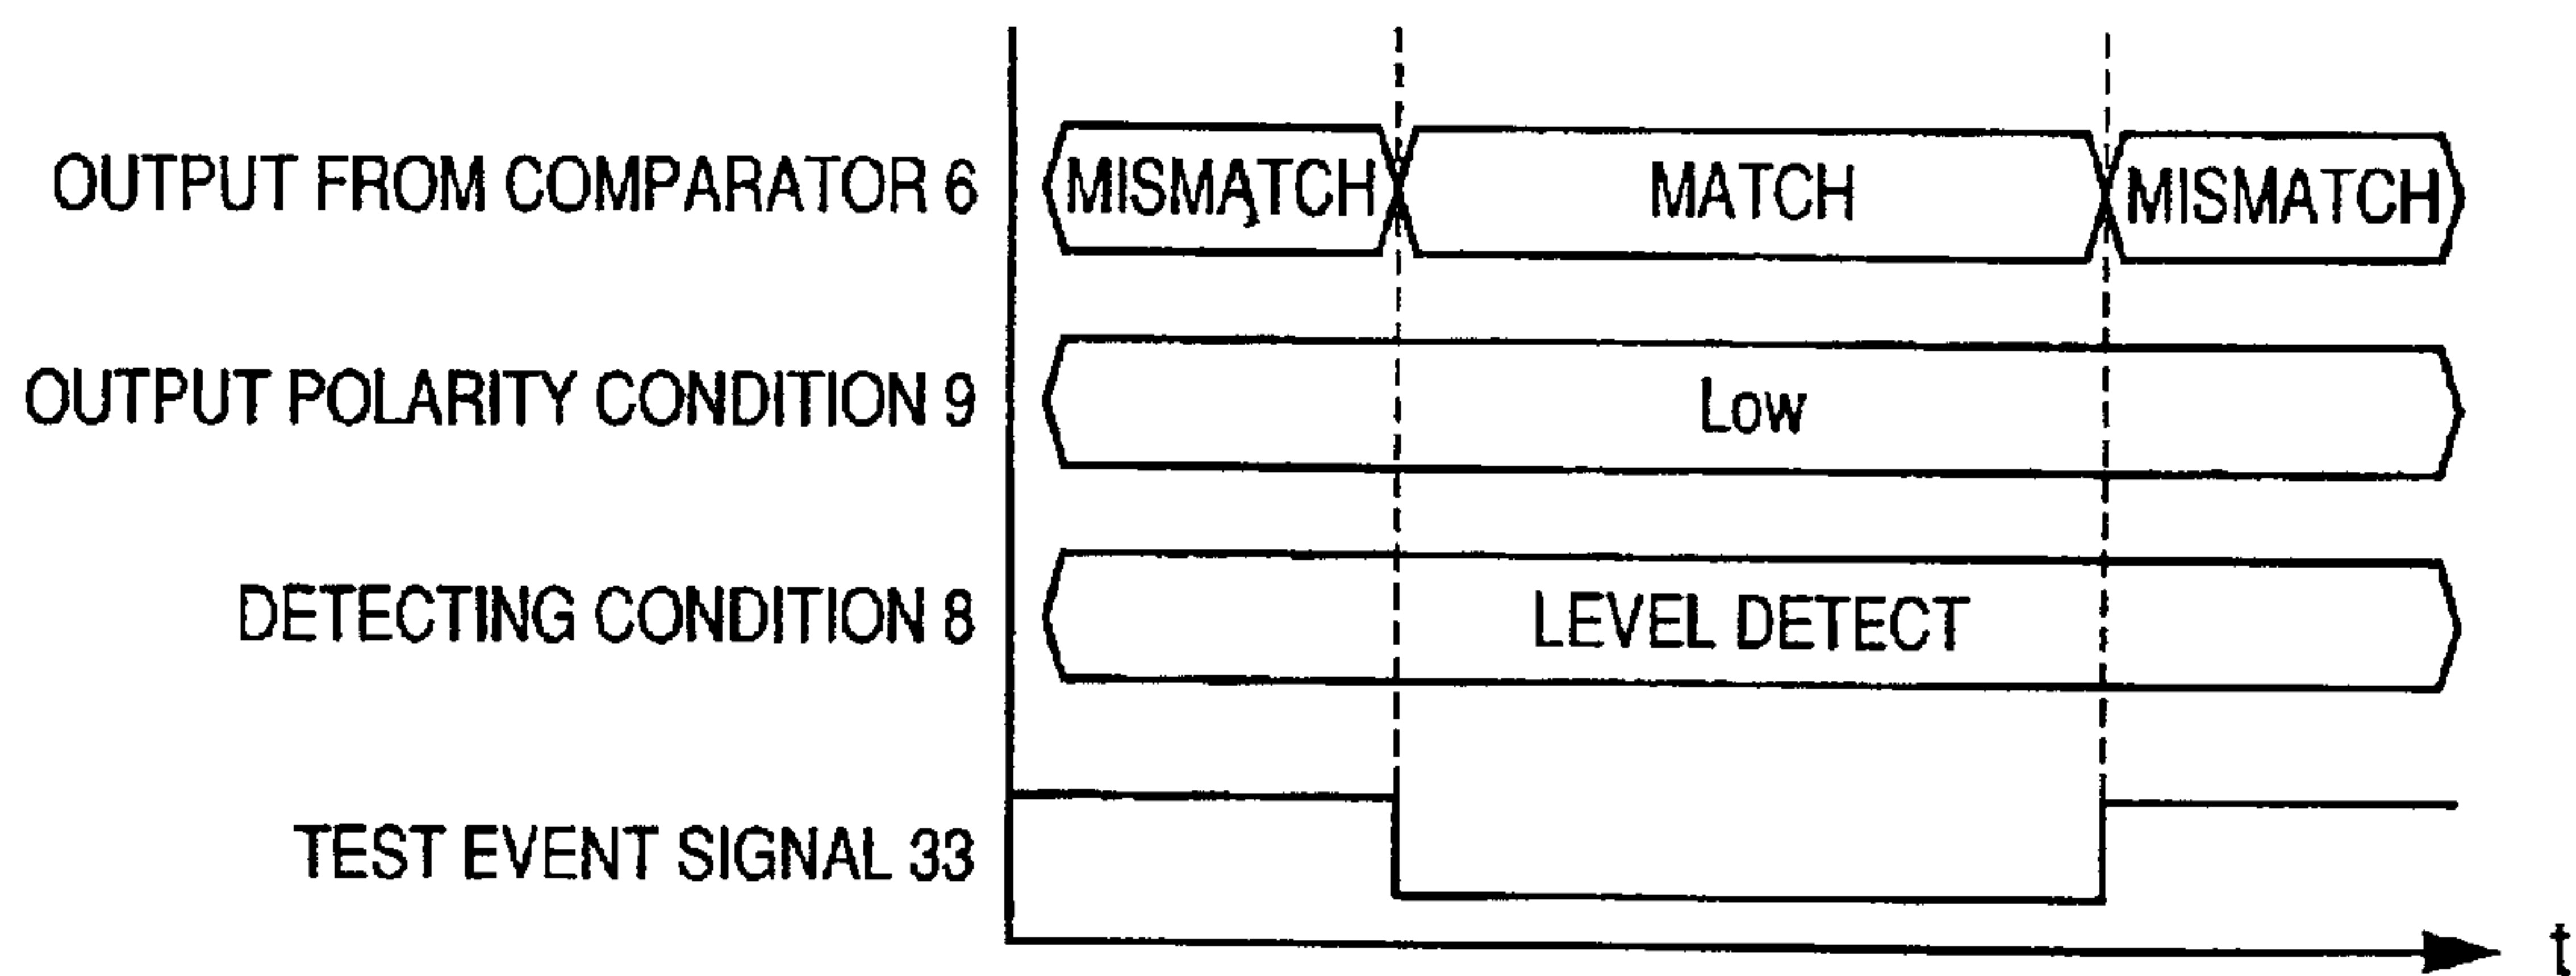 OUTPUT FROM COMPARATOR 6 MISMATCH MATCH MISMATCH
OUTPUT POLARITY CONDITION 9 Low
DETECTING CONDITION 8 LEVEL DETECT
TEST EVENT SIGNAL 33
t